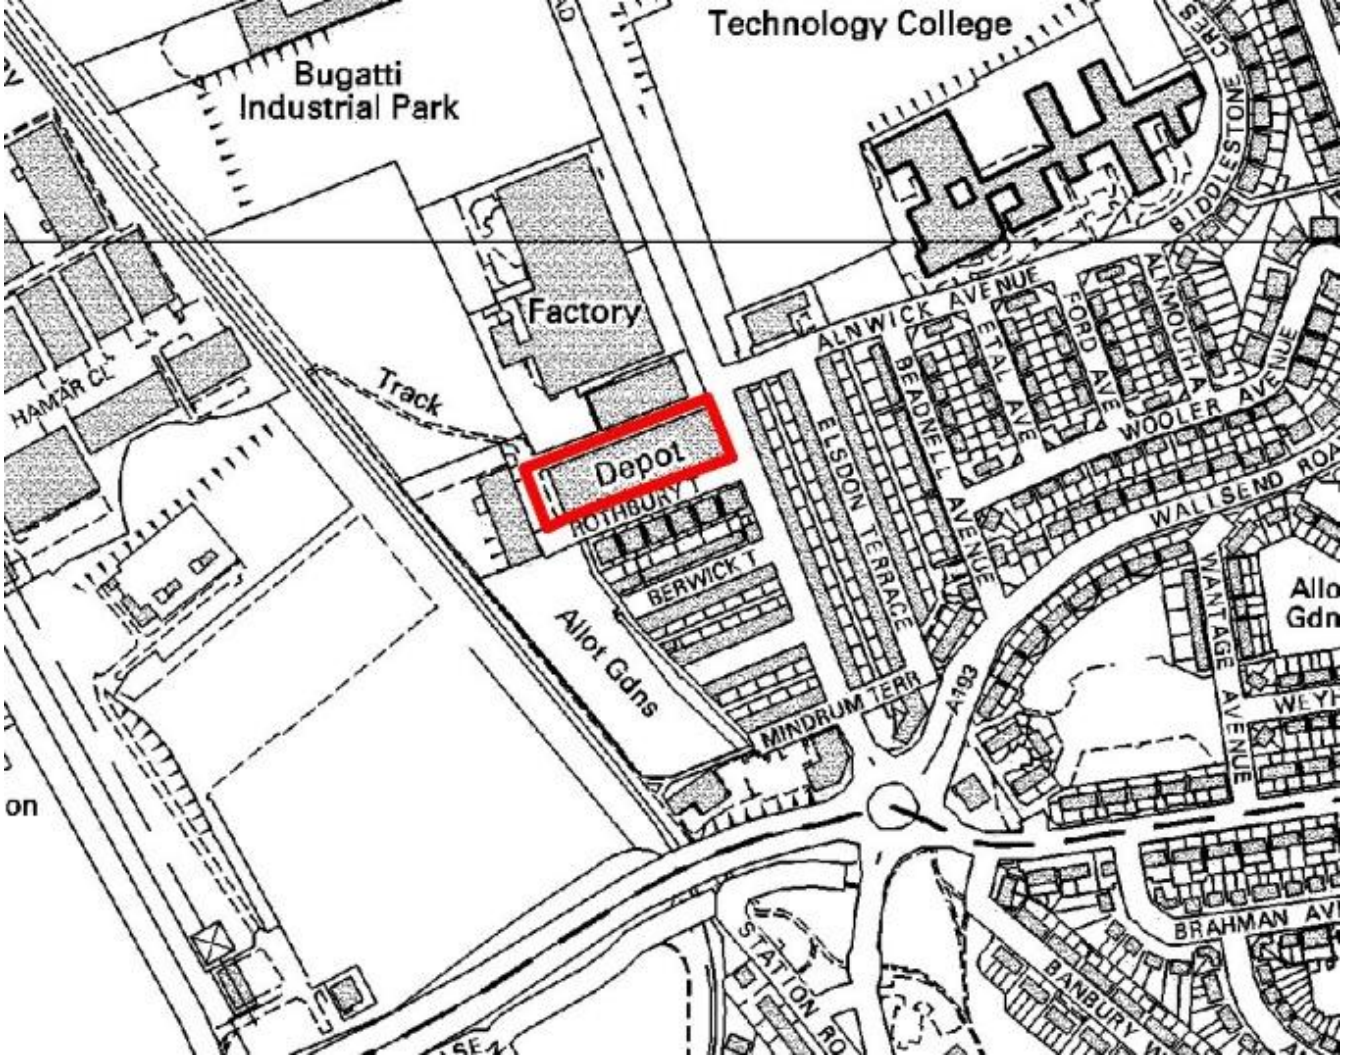 Technology College
Bugatti
Industrial Park
BIDDLESTONE CRES
Factory
ALNWICK AVENUE
ETAL AVE
FORD AVE
ALNMOUTH A
HAMAR CL
Track
BEADNELL AVENUE
WOOLER AVENUE
ELSDON TERRACE
Depot
WALLSEND ROA
ROTHBURY T
BERWICK T
WANTAGE AVENUE
Allo
Gdn
Allot Gdns
A193
MINDRUM TERR
WEYH
on
BRAHMAN AV
STATION RO
BANBURY W
SEN